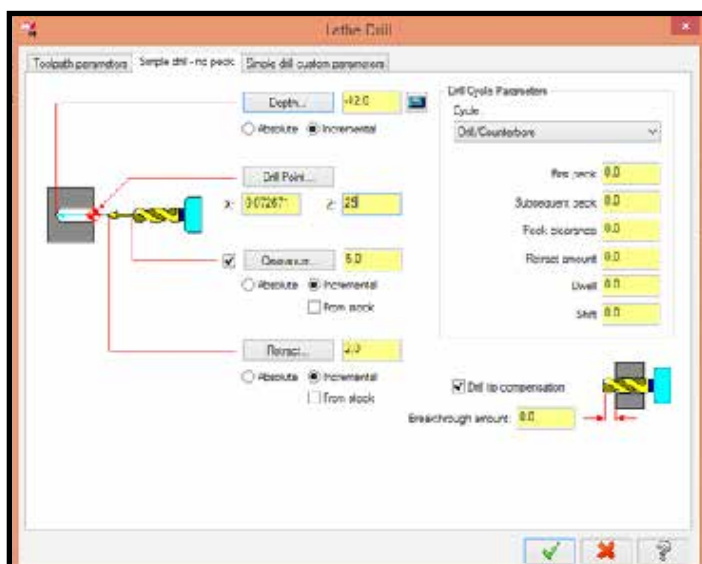 Lathe Drill
Toolpath parameters
Simple drill - no peck
Simple drill custom parameters
Depth...
-42.0
Absolute
Incremental
Drill Point...
X:
Z:
25
Clearance...
5.0
Absolute
Incremental
From stock
Retract...
2.0
Absolute
Incremental
From stock
Drill Cycle Parameters
Cycle
Drill/Counterbore
First peck
0.0
Subsequent peck
0.0
Peck clearance
0.0
Retract amount
0.0
Dwell
0.0
Shift
0.0
Drill tip compensation
Breakthrough amount:
0.0